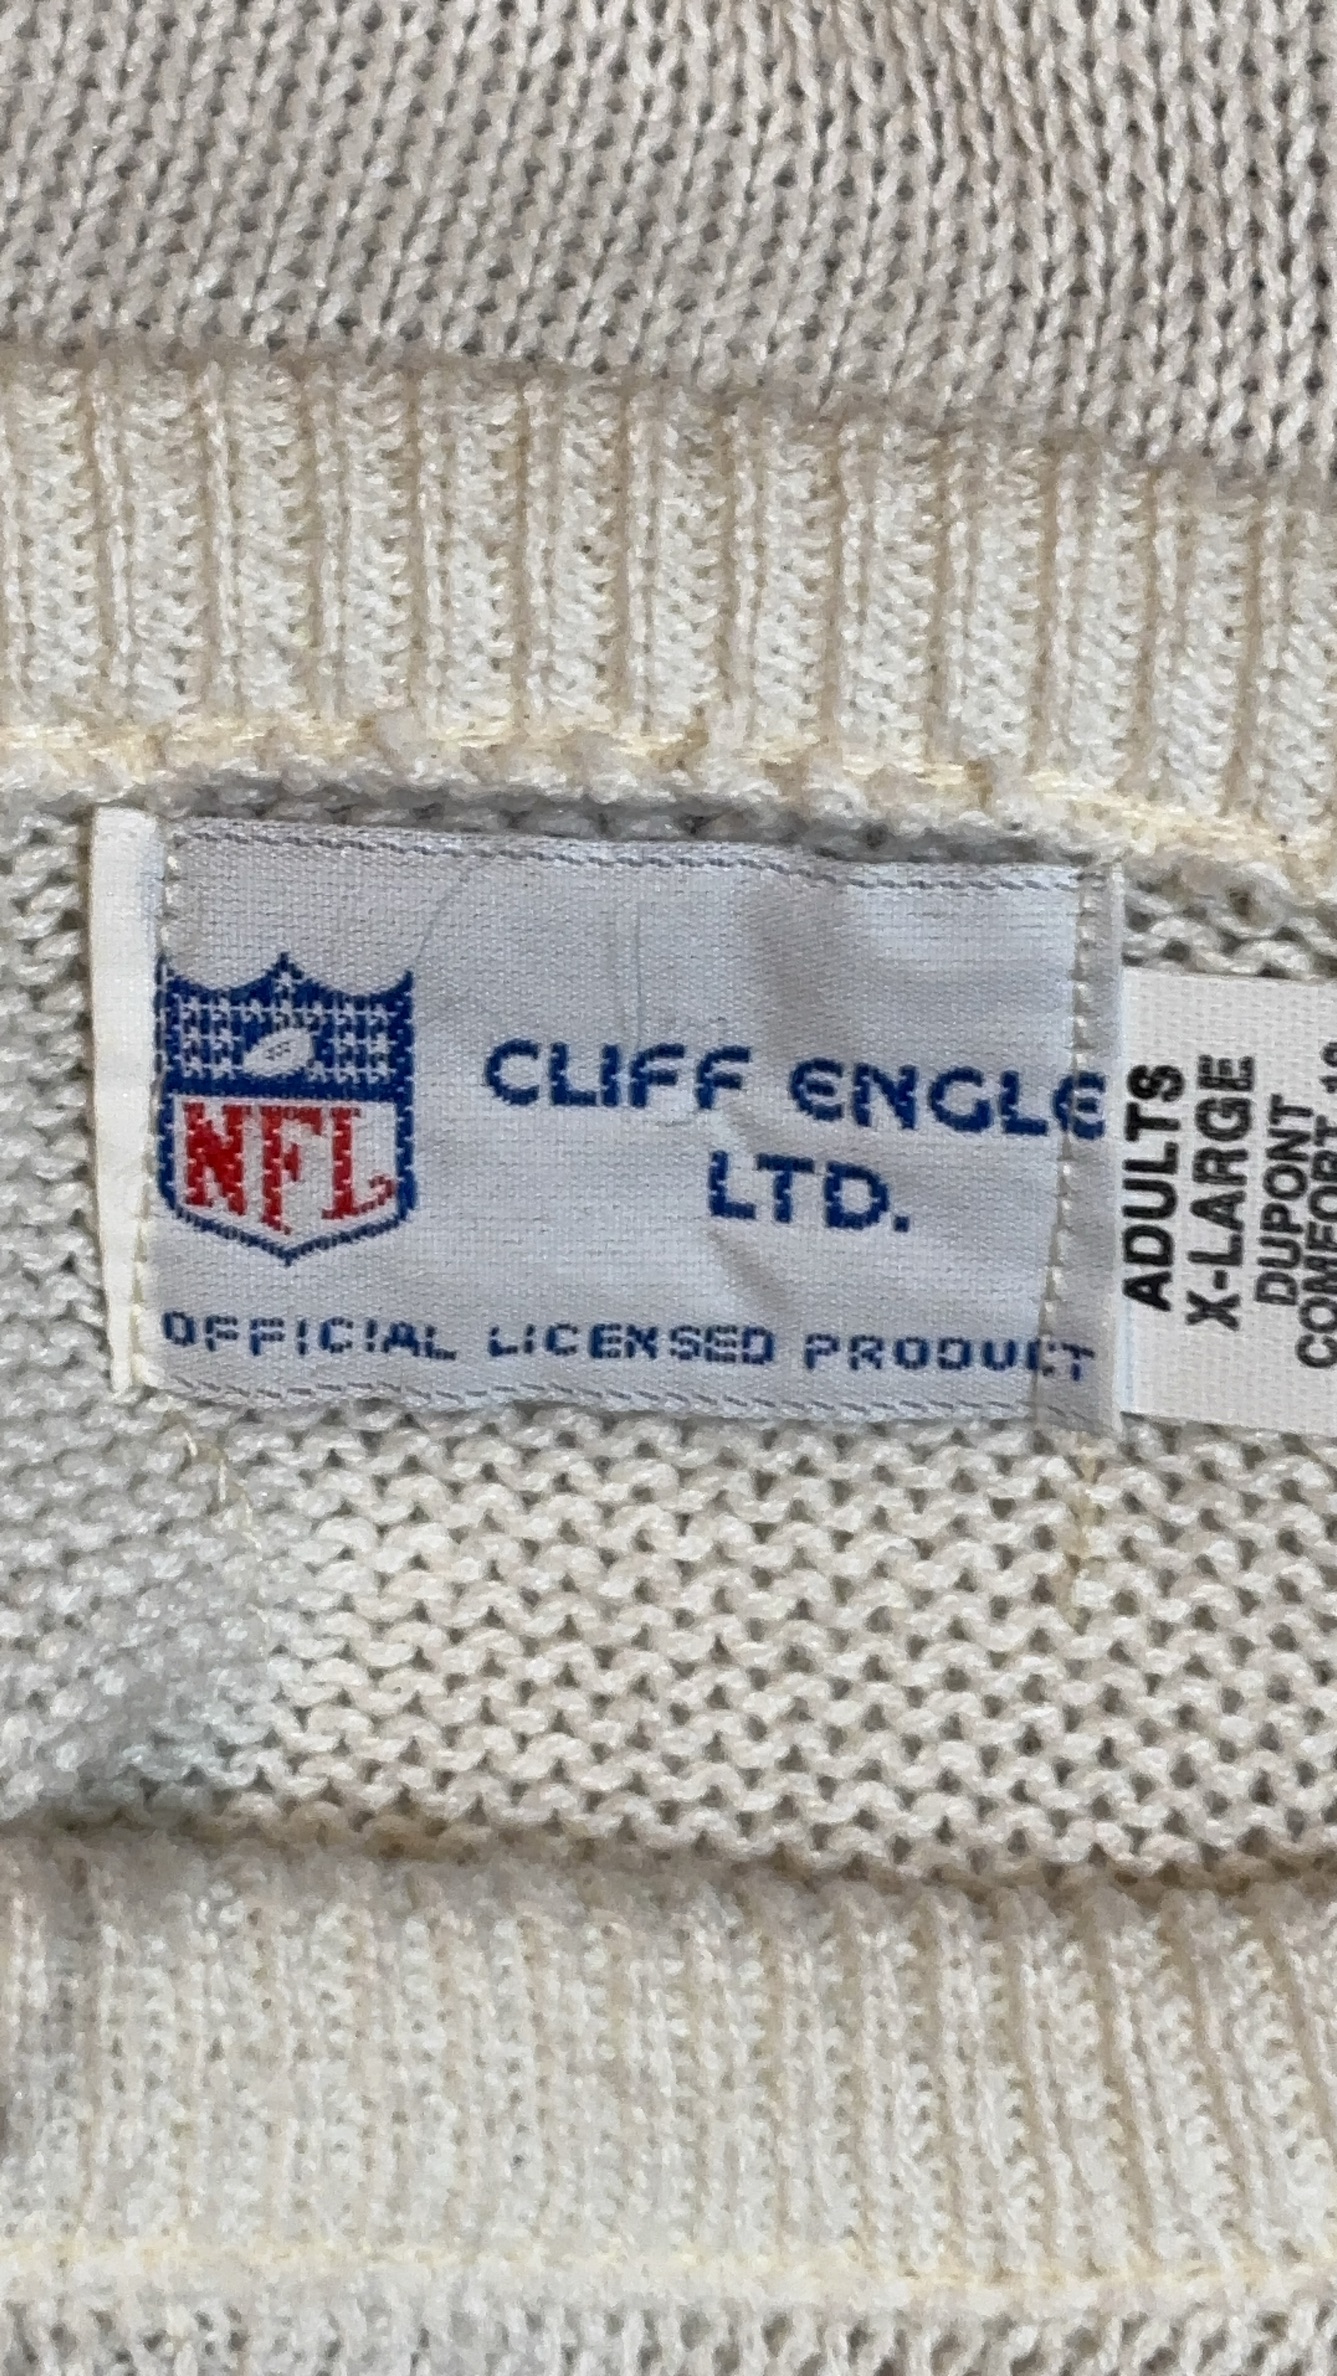 NFL
CLIFF ENGLE
LTD.
OFFICIAL LICENSED PRODUCT
ADULTS
X-LARGE
DUPONT
COMFORT